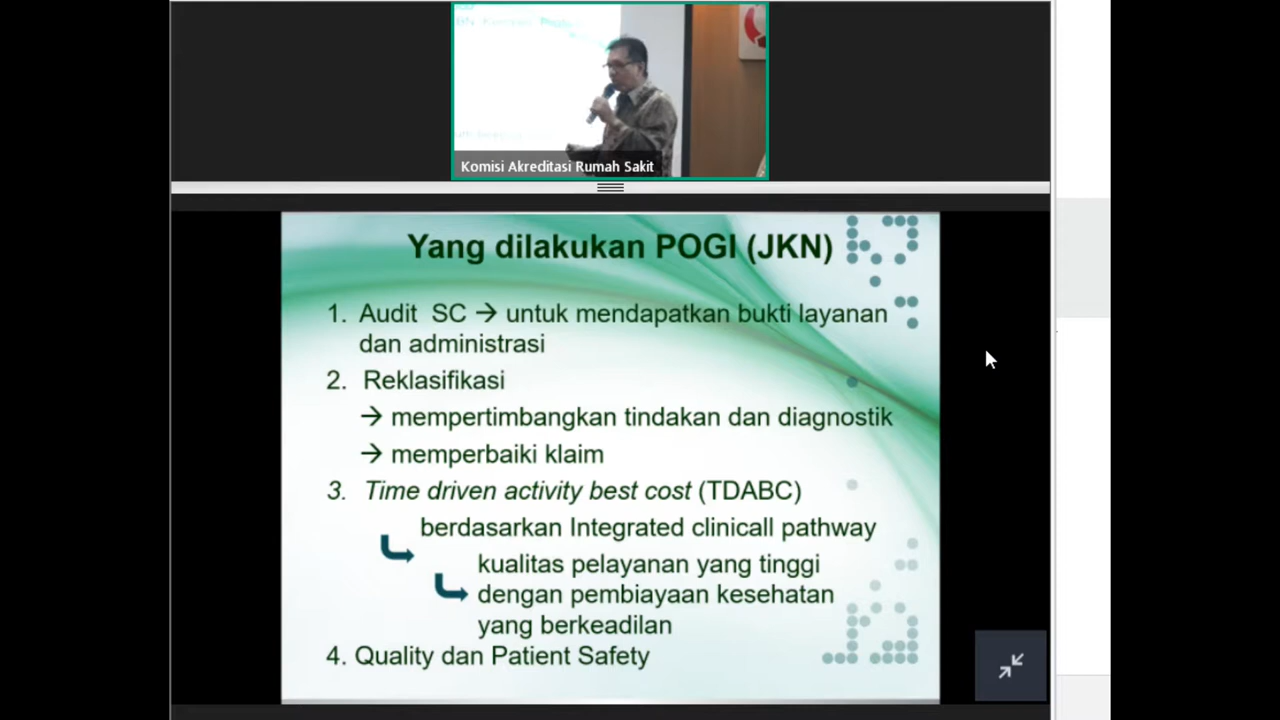 Komisi Akreditasi Rumah Sakit
Yang dilakukan POGI (JKN)
1. Audit SC → untuk mendapatkan bukti layanan
dan administrasi
2. Reklasifikasi
→ mempertimbangkan tindakan dan diagnostik
→ memperbaiki klaim
3. Time driven activity best cost (TDABC)
berdasarkan Integrated clinicall pathway
kualitas pelayanan yang tinggi
dengan pembiayaan kesehatan
yang berkeadilan
4. Quality dan Patient Safety